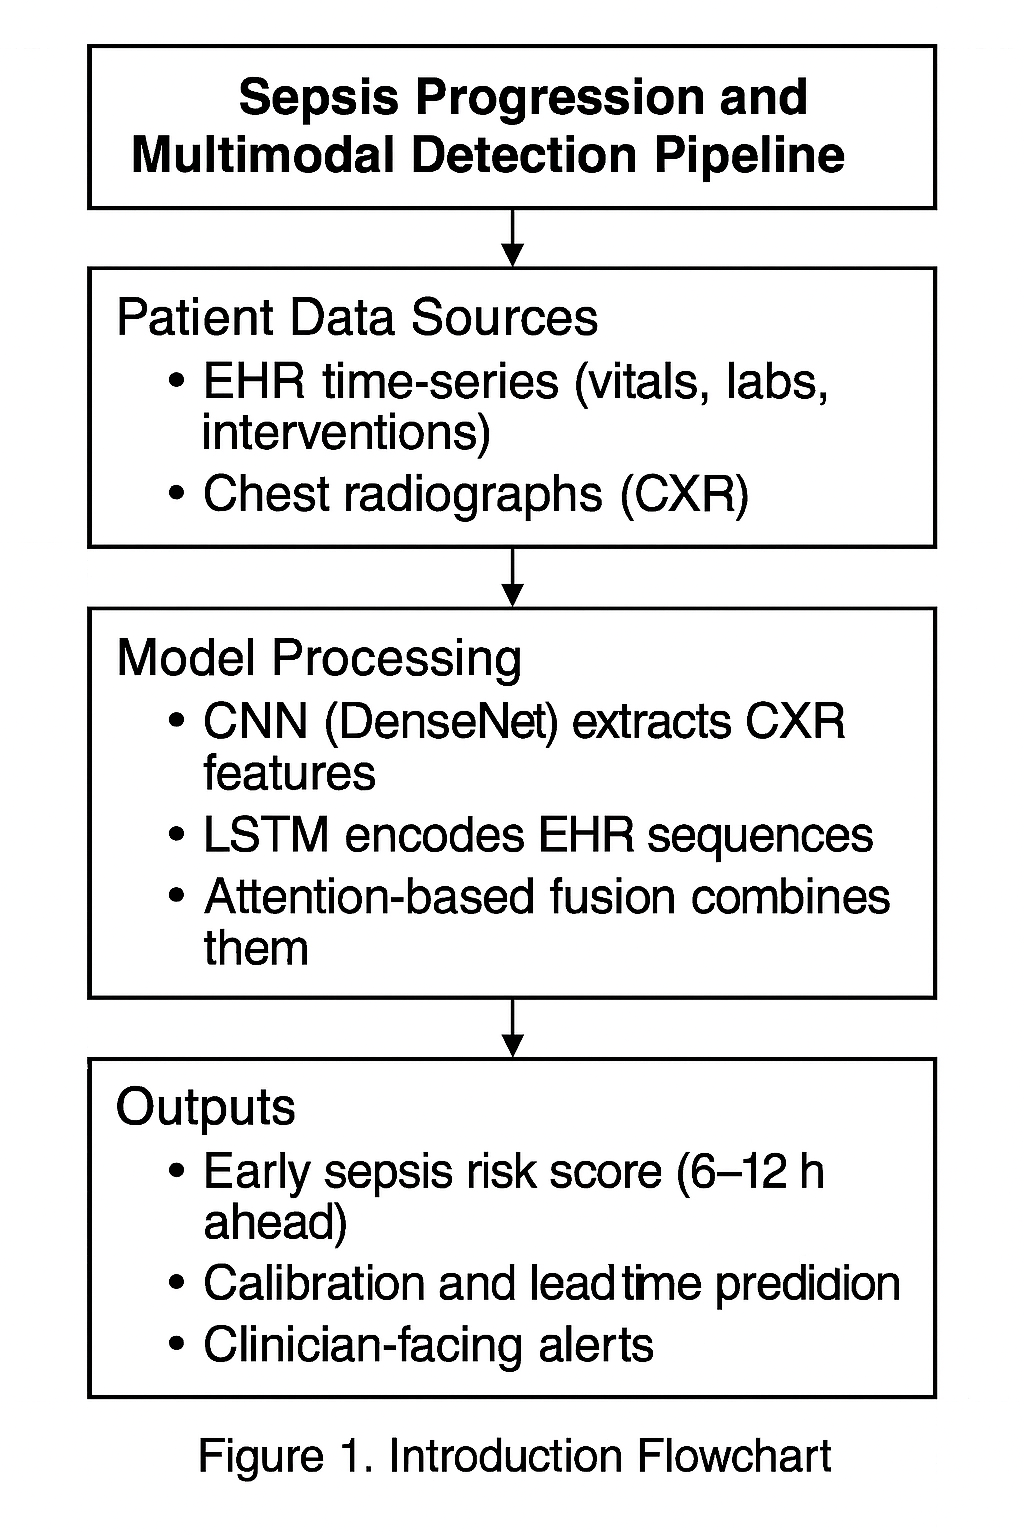 Sepsis Progression and
Multimodal Detection Pipeline
Patient Data Sources
• EHR time-series (vitals, labs,
interventions)
• Chest radiographs (CXR)
Model Processing
• CNN (DenseNet) extracts CXR
features
• LSTM encodes EHR sequences
• Attention-based fusion combines
them
Outputs
• Early sepsis risk score (6–12 h
ahead)
• Calibration and lead time predidion
• Clinician-facing alerts
Figure 1. Introduction Flowchart